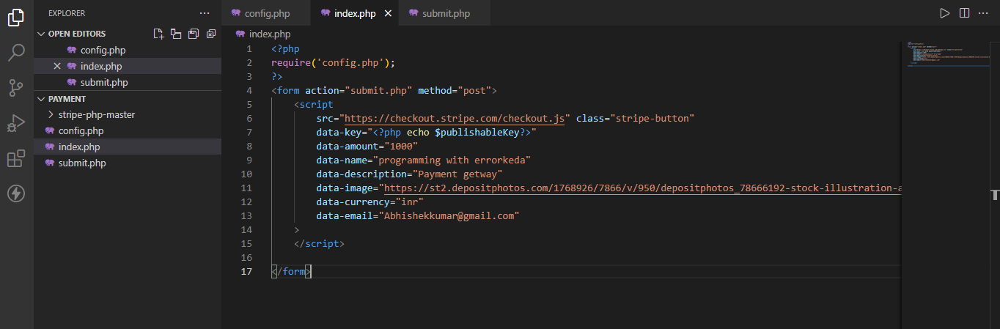 EXPLORER
OPEN EDITORS
config.php
index.php
submit.php
PAYMENT
stripe-php-master
config.php
index.php
submit.php
config.php
index.php
submit.php
index.php
1 <?php
2 require('config.php');
3 ?>
4 <form action="submit.php" method="post">
5 <script
6 src="https://checkout.stripe.com/checkout.js" class="stripe-button"
7 data-key="<?php echo $publishableKey?>"
8 data-amount="1000"
9 data-name="programming with errorkeda"
10 data-description="Payment getway"
11 data-image="https://st2.depositphotos.com/1768926/7866/v/950/depositphotos_78666192-stock-illustration-a
12 data-currency="inr"
13 data-email="Abhishekkumar@gmail.com"
14 >
15 </script>
16
17 </form>